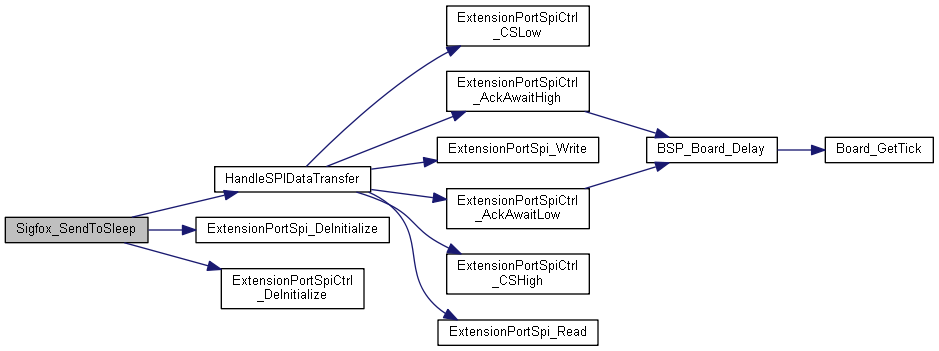 ExtensionPortSpiCtrl
_CSLow
ExtensionPortSpiCtrl
_AckAwaitHigh
ExtensionPortSpi_Write
BSP_Board_Delay
Board_GetTick
HandleSPIDataTransfer
ExtensionPortSpiCtrl
_AckAwaitLow
Sigfox_SendToSleep
ExtensionPortSpi_DeInitialize
ExtensionPortSpiCtrl
_CSHigh
ExtensionPortSpiCtrl
_DeInitialize
ExtensionPortSpi_Read